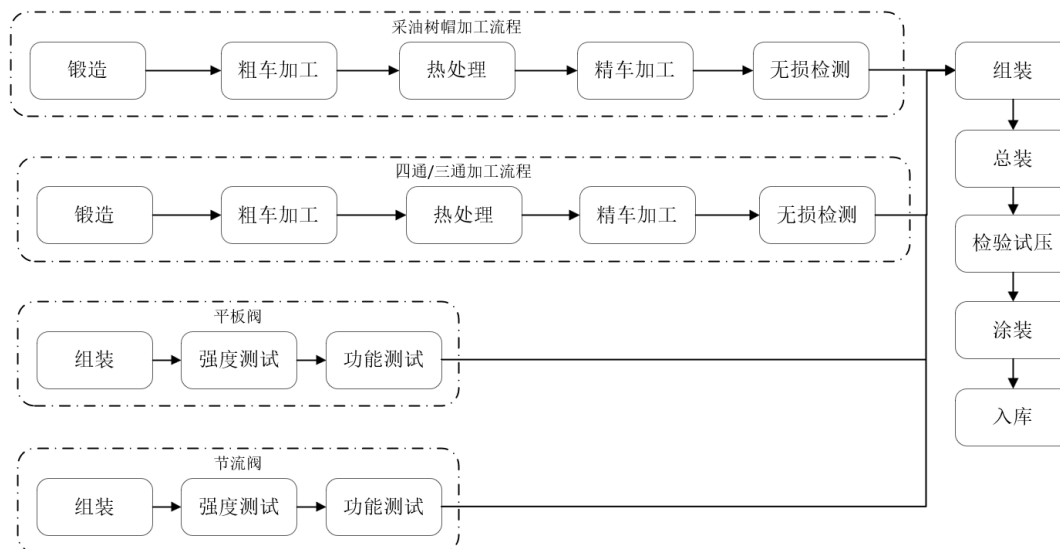 采油树帽加工流程
锻造
粗车加工
热处理
精车加工
无损检测
四通/三通加工流程
锻造
粗车加工
热处理
精车加工
无损检测
平板阀
组装
强度测试
功能测试
节流阀
组装
强度测试
功能测试
组装
总装
检验试压
涂装
入库